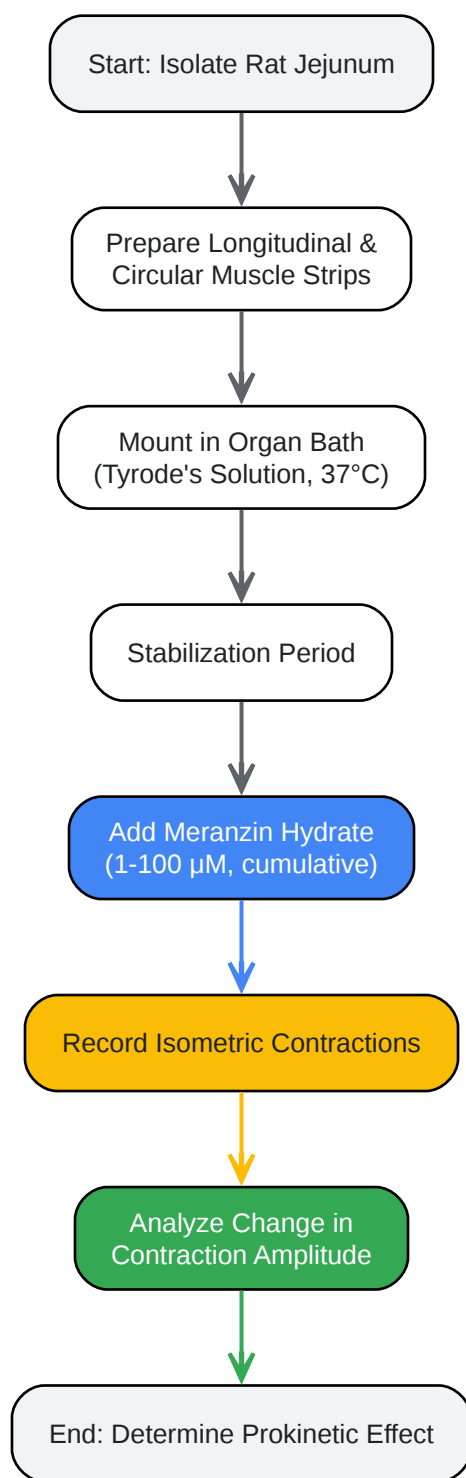 Start: Isolate Rat Jejunum
Prepare Longitudinal &
Circular Muscle Strips
Mount in Organ Bath
(Tyrode's Solution, 37°C)
Stabilization Period
Add Meranzin Hydrate
(1-100 μM, cumulative)
Record Isometric Contractions
Analyze Change in
Contraction Amplitude
End: Determine Prokinetic Effect